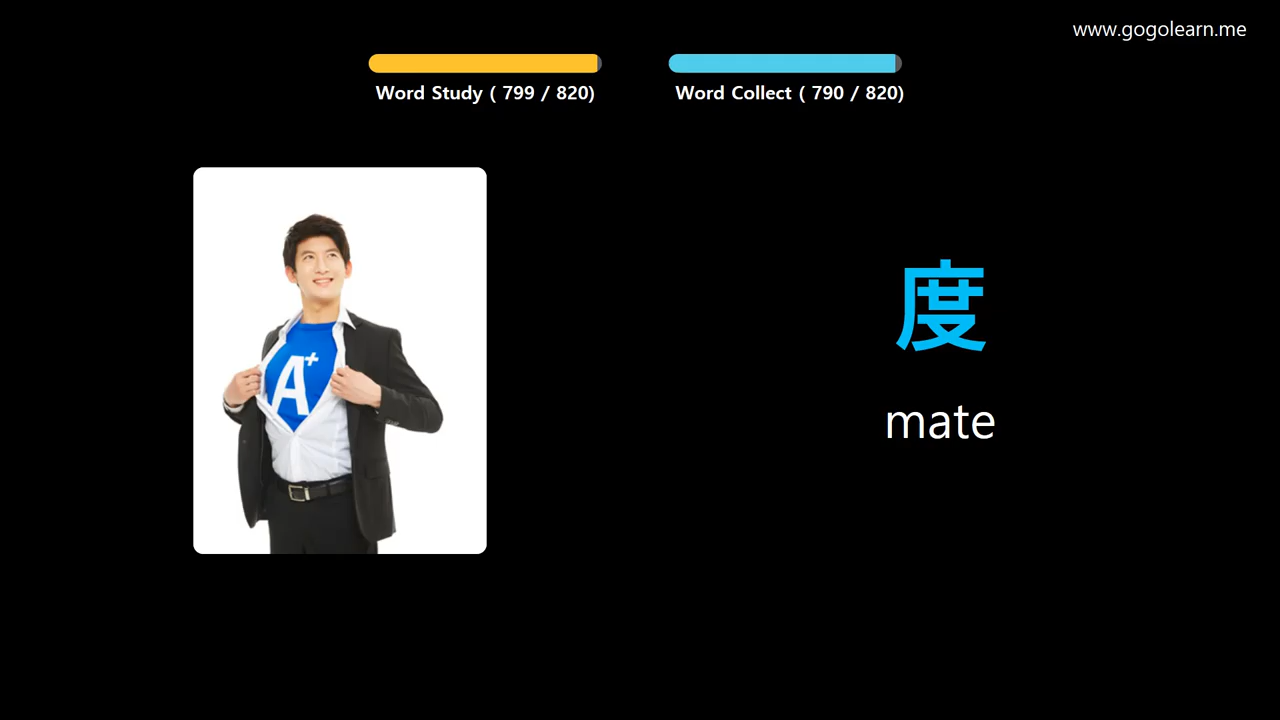 www.gogolearn.me
Word Study ( 799 / 820)
Word Collect ( 790 / 820)
A+
度
mate